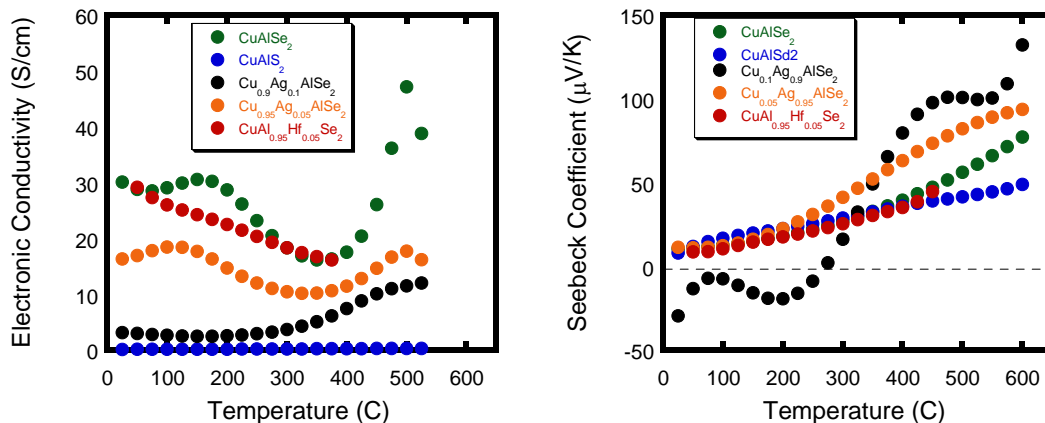 60
50
40
30
20
10
0
Electronic Conductivity (S/cm)
CuAlSe2
CuAlS2
Cu0.9Ag0.1AlSe2
Cu0.95Ag0.05AlSe2
CuAl0.95Hf0.05Se2
0 100 200 300 400 500 600
Temperature (C)
150
100
50
0
-50
Seebeck Coefficient (μV/K)
CuAlSe2
CuAlSd2
Cu0.1Ag0.9AlSe2
Cu0.05Ag0.95AlSe2
CuAl0.95Hf0.05Se2
0 100 200 300 400 500 600
Temperature (C)